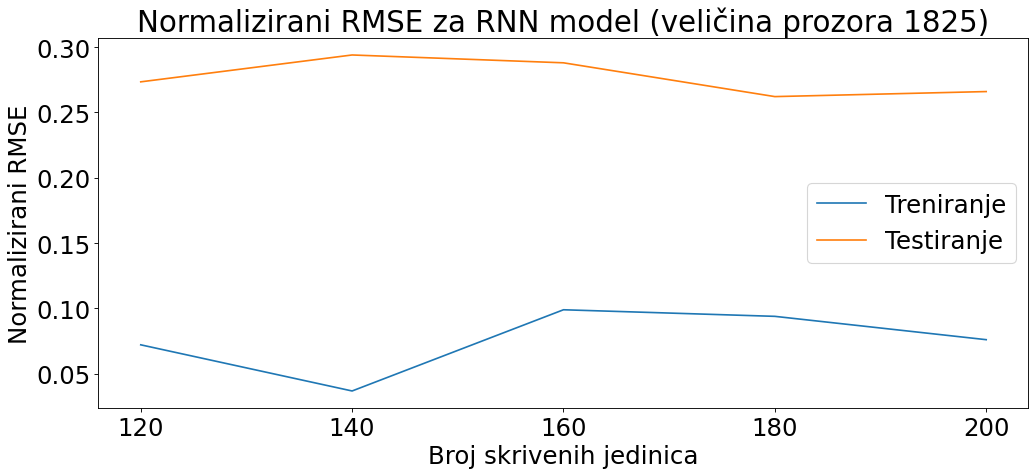 Normalizirani RMSE za RNN model (veličina prozora 1825)
Normalizirani RMSE
0.30
0.25
0.20
0.15
0.10
0.05
Treniranje
Testiranje
120 140 160 180 200
Broj skrivenih jedinica